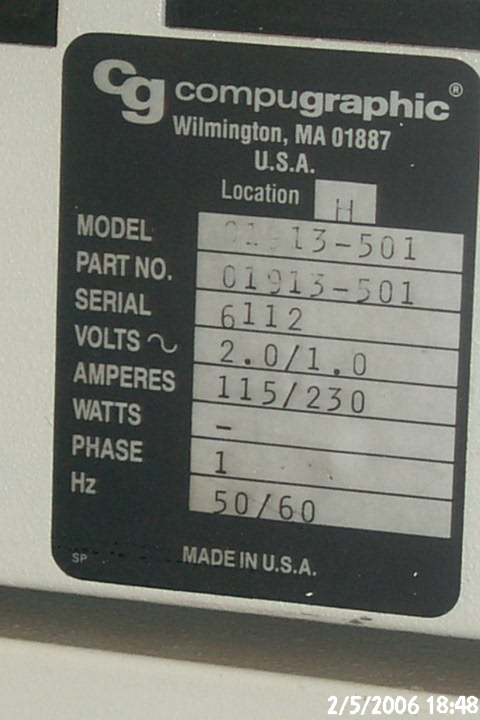 cg compugraphic®
Wilmington, MA 01887
U.S.A.
Location H
MODEL 01913-501
PART NO. 01913-501
SERIAL 6112
VOLTS ~ 2.0/1.0
AMPERES 115/230
WATTS -
PHASE 1
Hz 50/60
SP MADE IN U.S.A.
2/5/2006 18:48